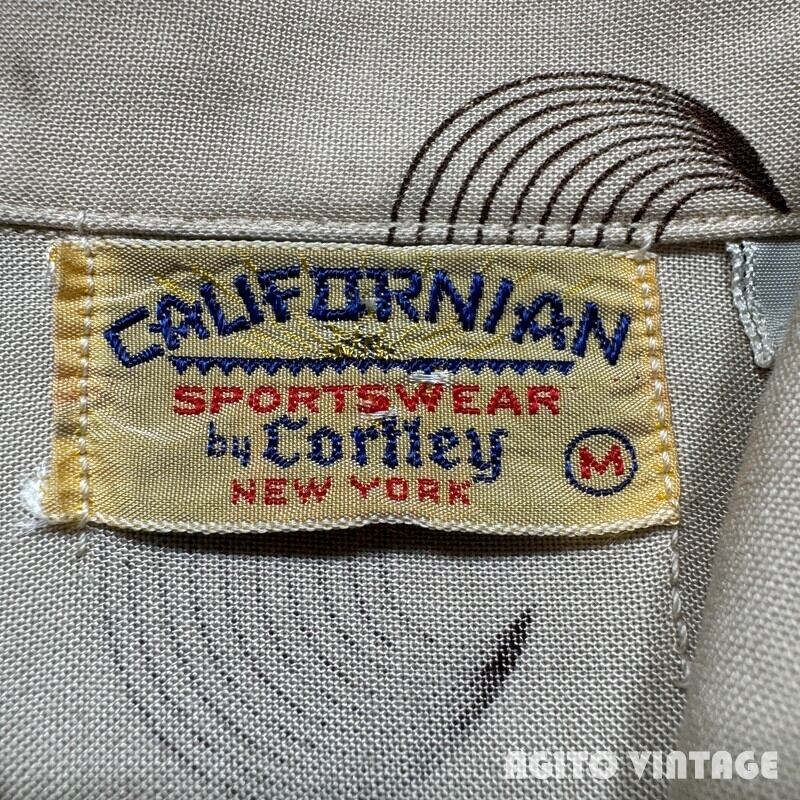 CALIFORNIAN
SPORTSWEAR
by Cortley
NEW YORK
M
AGITO VINTAGE